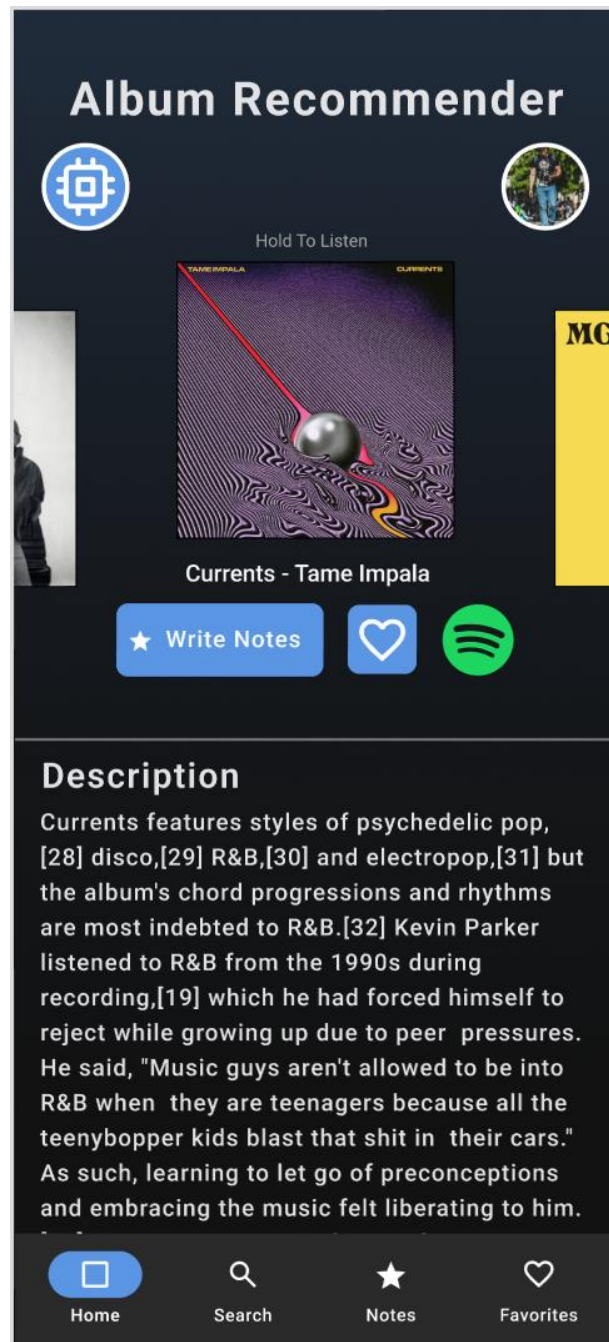 Album Recommender
Hold To Listen
TAME IMPALA CURRENTS
MG
Currents - Tame Impala
Write Notes
Description
Currents features styles of psychedelic pop,
[28] disco,[29] R&B,[30] and electropop,[31] but
the album's chord progressions and rhythms
are most indebted to R&B.[32] Kevin Parker
listened to R&B from the 1990s during
recording,[19] which he had forced himself to
reject while growing up due to peer  pressures.
He said, "Music guys aren't allowed to be into
R&B when  they are teenagers because all the
teenybopper kids blast that shit in  their cars."
As such, learning to let go of preconceptions
and embracing the music felt liberating to him.
Home Search Notes Favorites